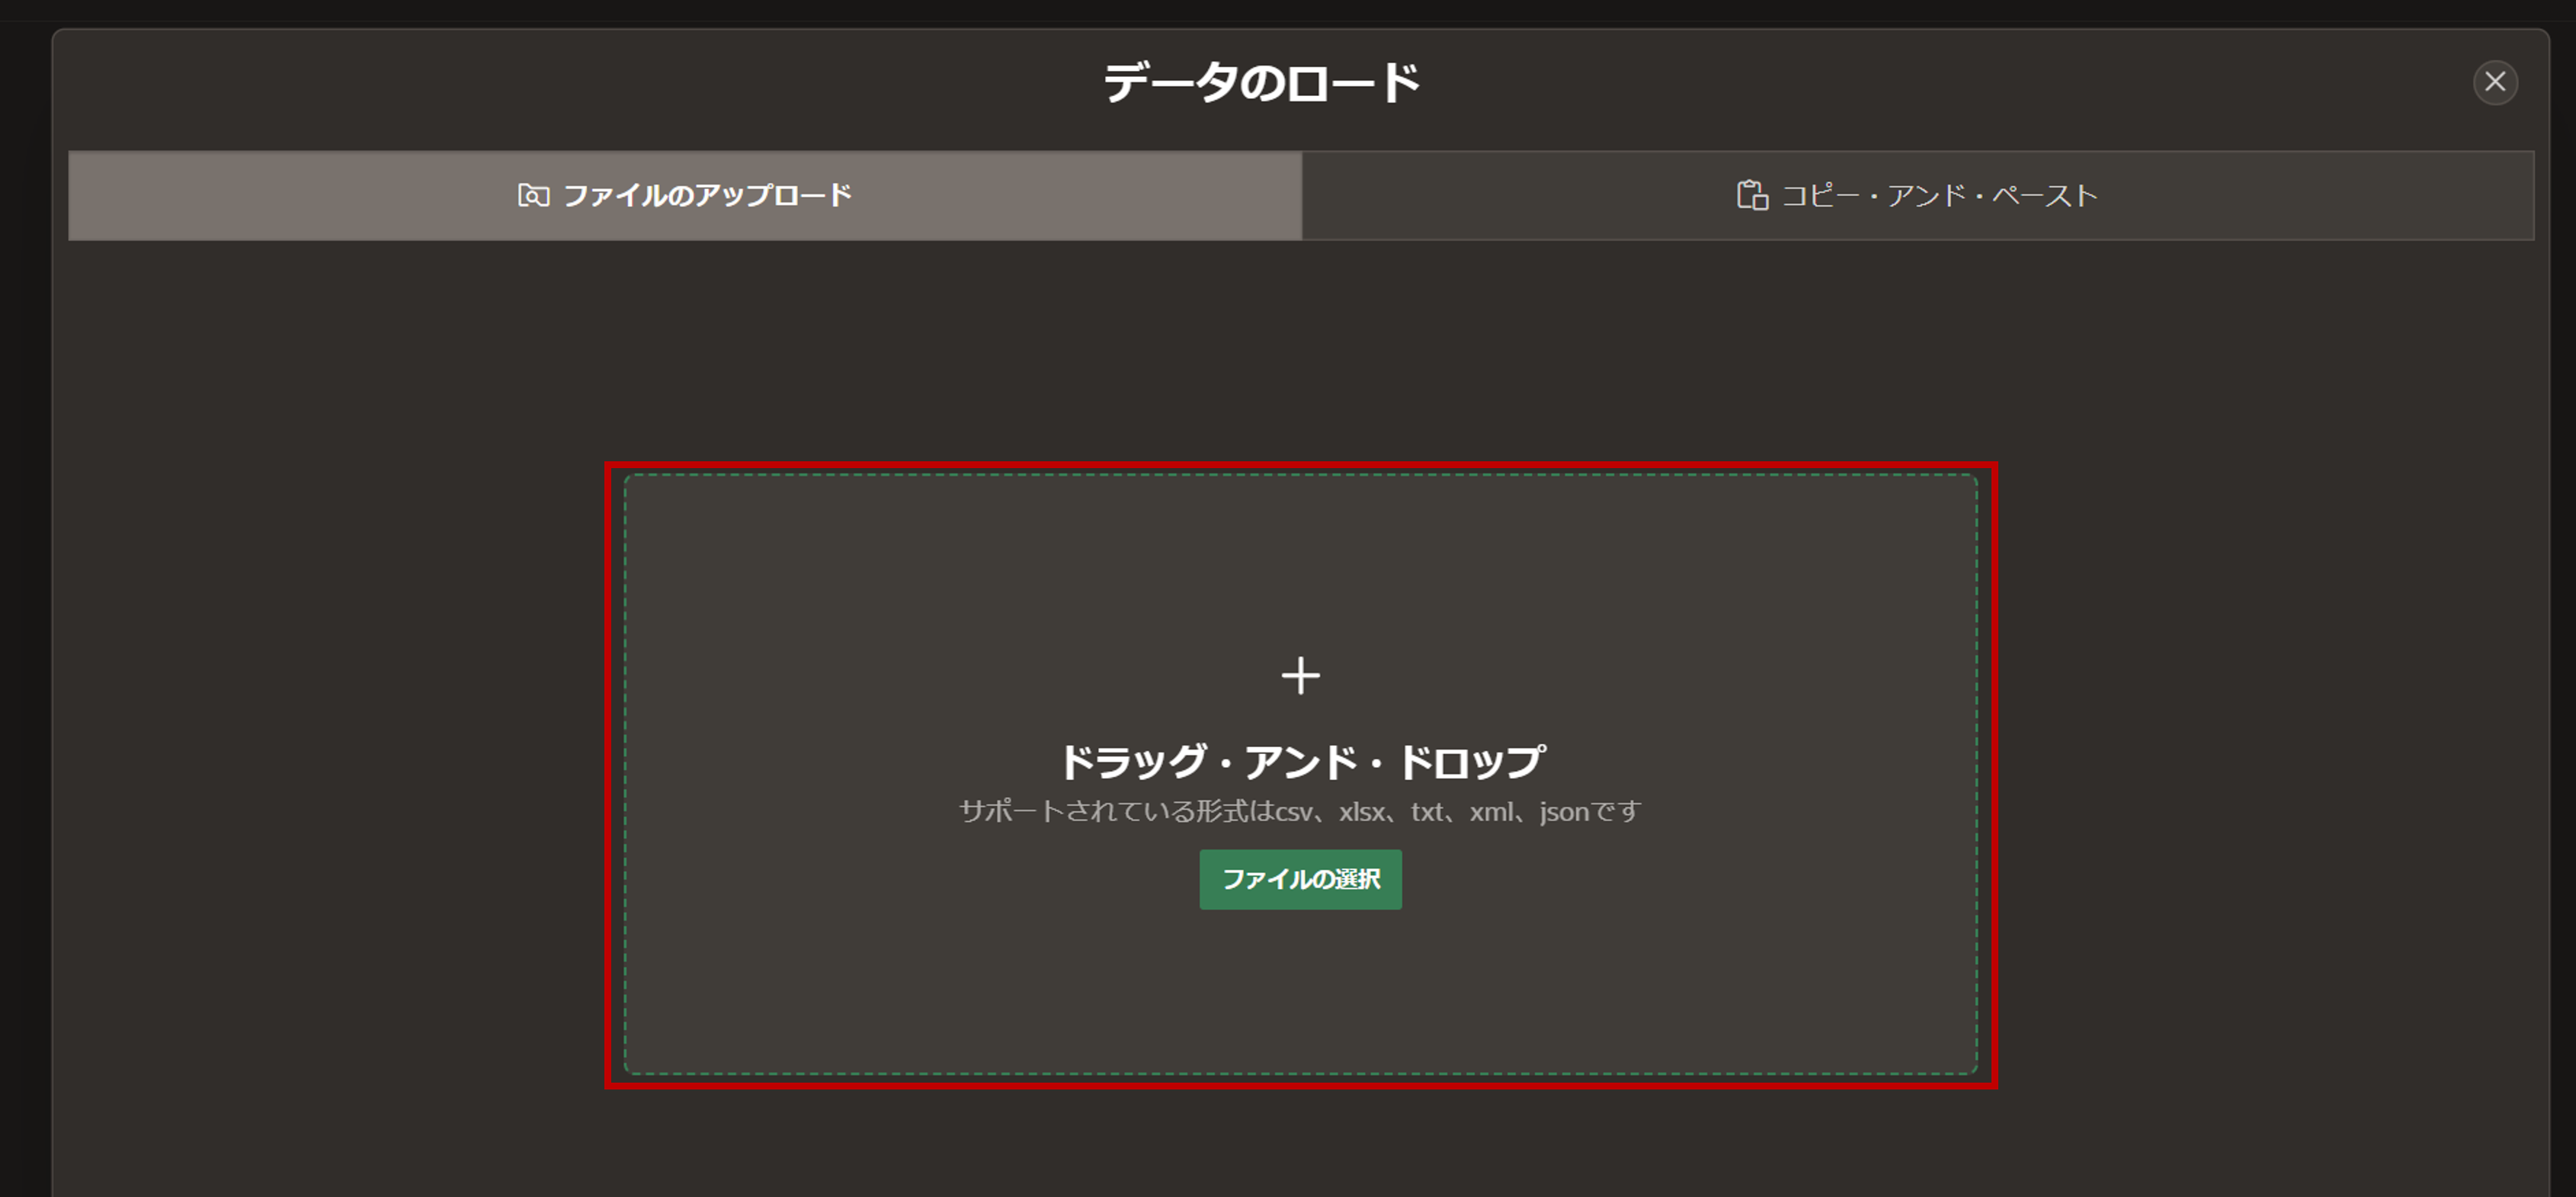 データのロード
ファイルのアップロード
コピー・アンド・ペースト
ドラッグ・アンド・ドロップ
サポートされている形式はcsv、xlsx、txt、xml、jsonです
ファイルの選択